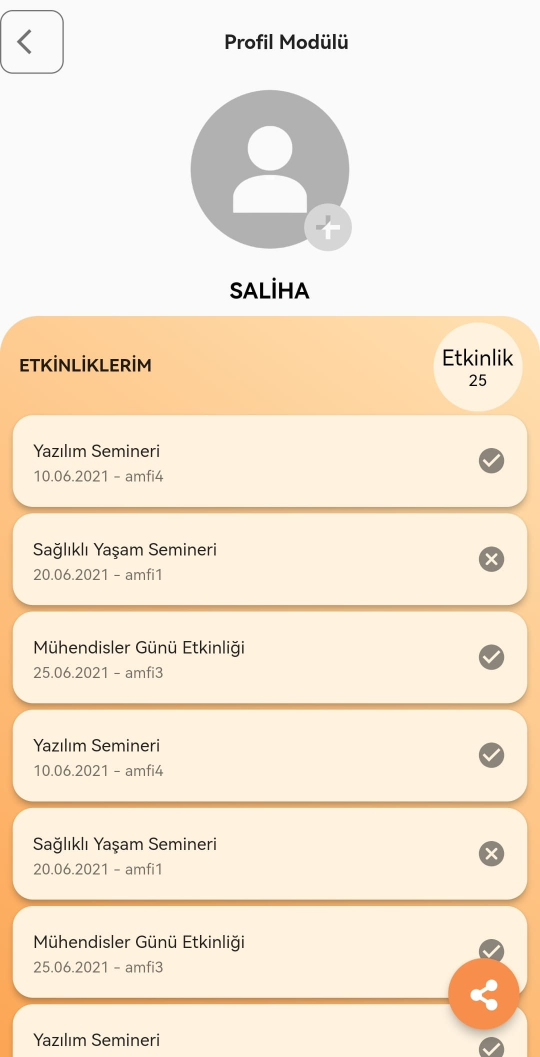 Profil Modülü
SALİHA
ETKİNLİKLERİM
Etkinlik
25
Yazılım Semineri
10.06.2021 - amfi4
Sağlıklı Yaşam Semineri
20.06.2021 - amfi1
Mühendisler Günü Etkinliği
25.06.2021 - amfi3
Yazılım Semineri
10.06.2021 - amfi4
Sağlıklı Yaşam Semineri
20.06.2021 - amfi1
Mühendisler Günü Etkinliği
25.06.2021 - amfi3
Yazılım Semineri